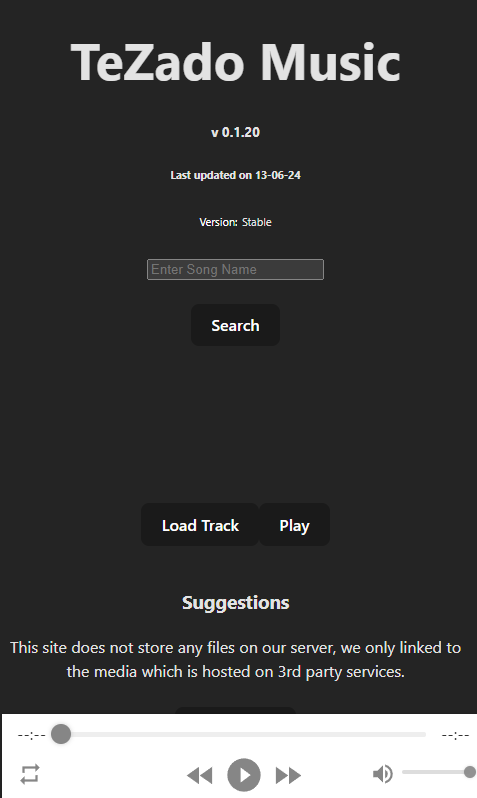 TeZado Music
v 0.1.20
Last updated on 13-06-24
Version: Stable
Enter Song Name
Search
Load Track Play
Suggestions
This site does not store any files on our server, we only linked to
the media which is hosted on 3rd party services.
--:-- --:--